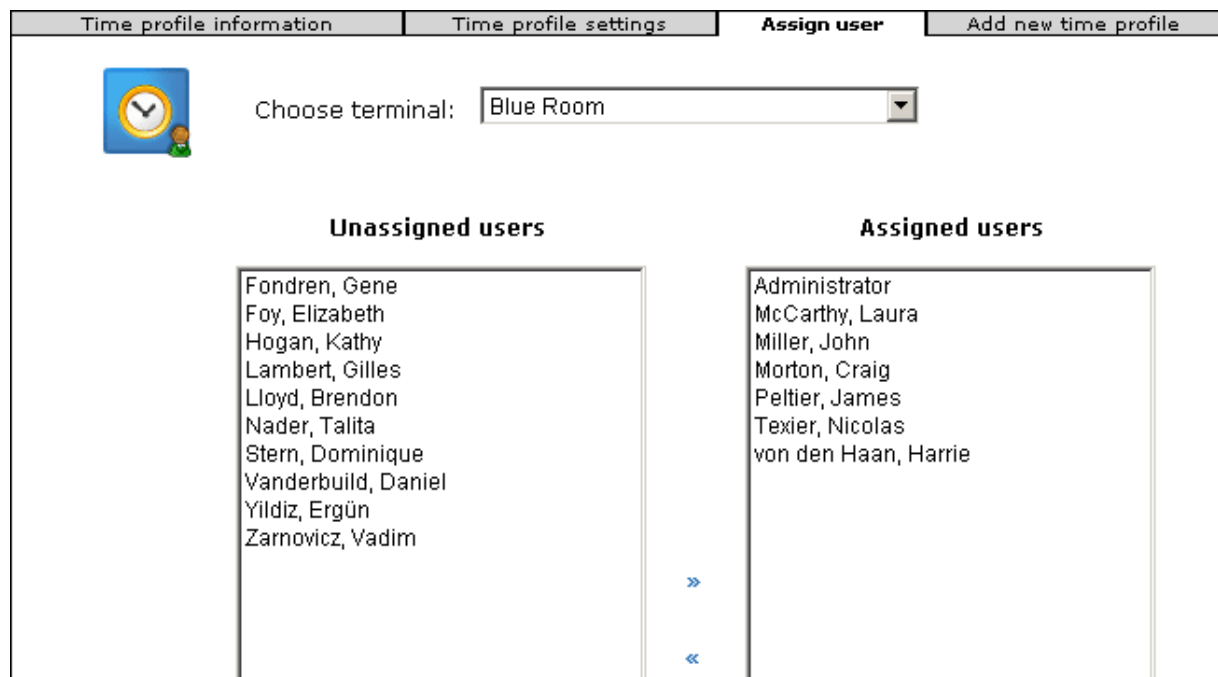 Time profile information Time profile settings Assign user Add new time profile
Choose terminal: Blue Room
Unassigned users Assigned users
Fondren, Gene
Foy, Elizabeth
Hogan, Kathy
Lambert, Gilles
Lloyd, Brendon
Nader, Talita
Stern, Dominique
Vanderbuild, Daniel
Yildiz, Ergün
Zarnovicz, Vadim
»
«
Administrator
McCarthy, Laura
Miller, John
Morton, Craig
Peltier, James
Texier, Nicolas
von den Haan, Harrie